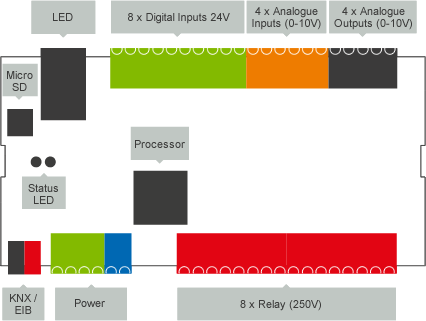 LED
8 x Digital Inputs 24V
4 x Analogue
Inputs (0-10V)
4 x Analogue
Outputs (0-10V)
Micro
SD
Processor
Status
LED
KNX /
EIB
Power
8 x Relay (250V)